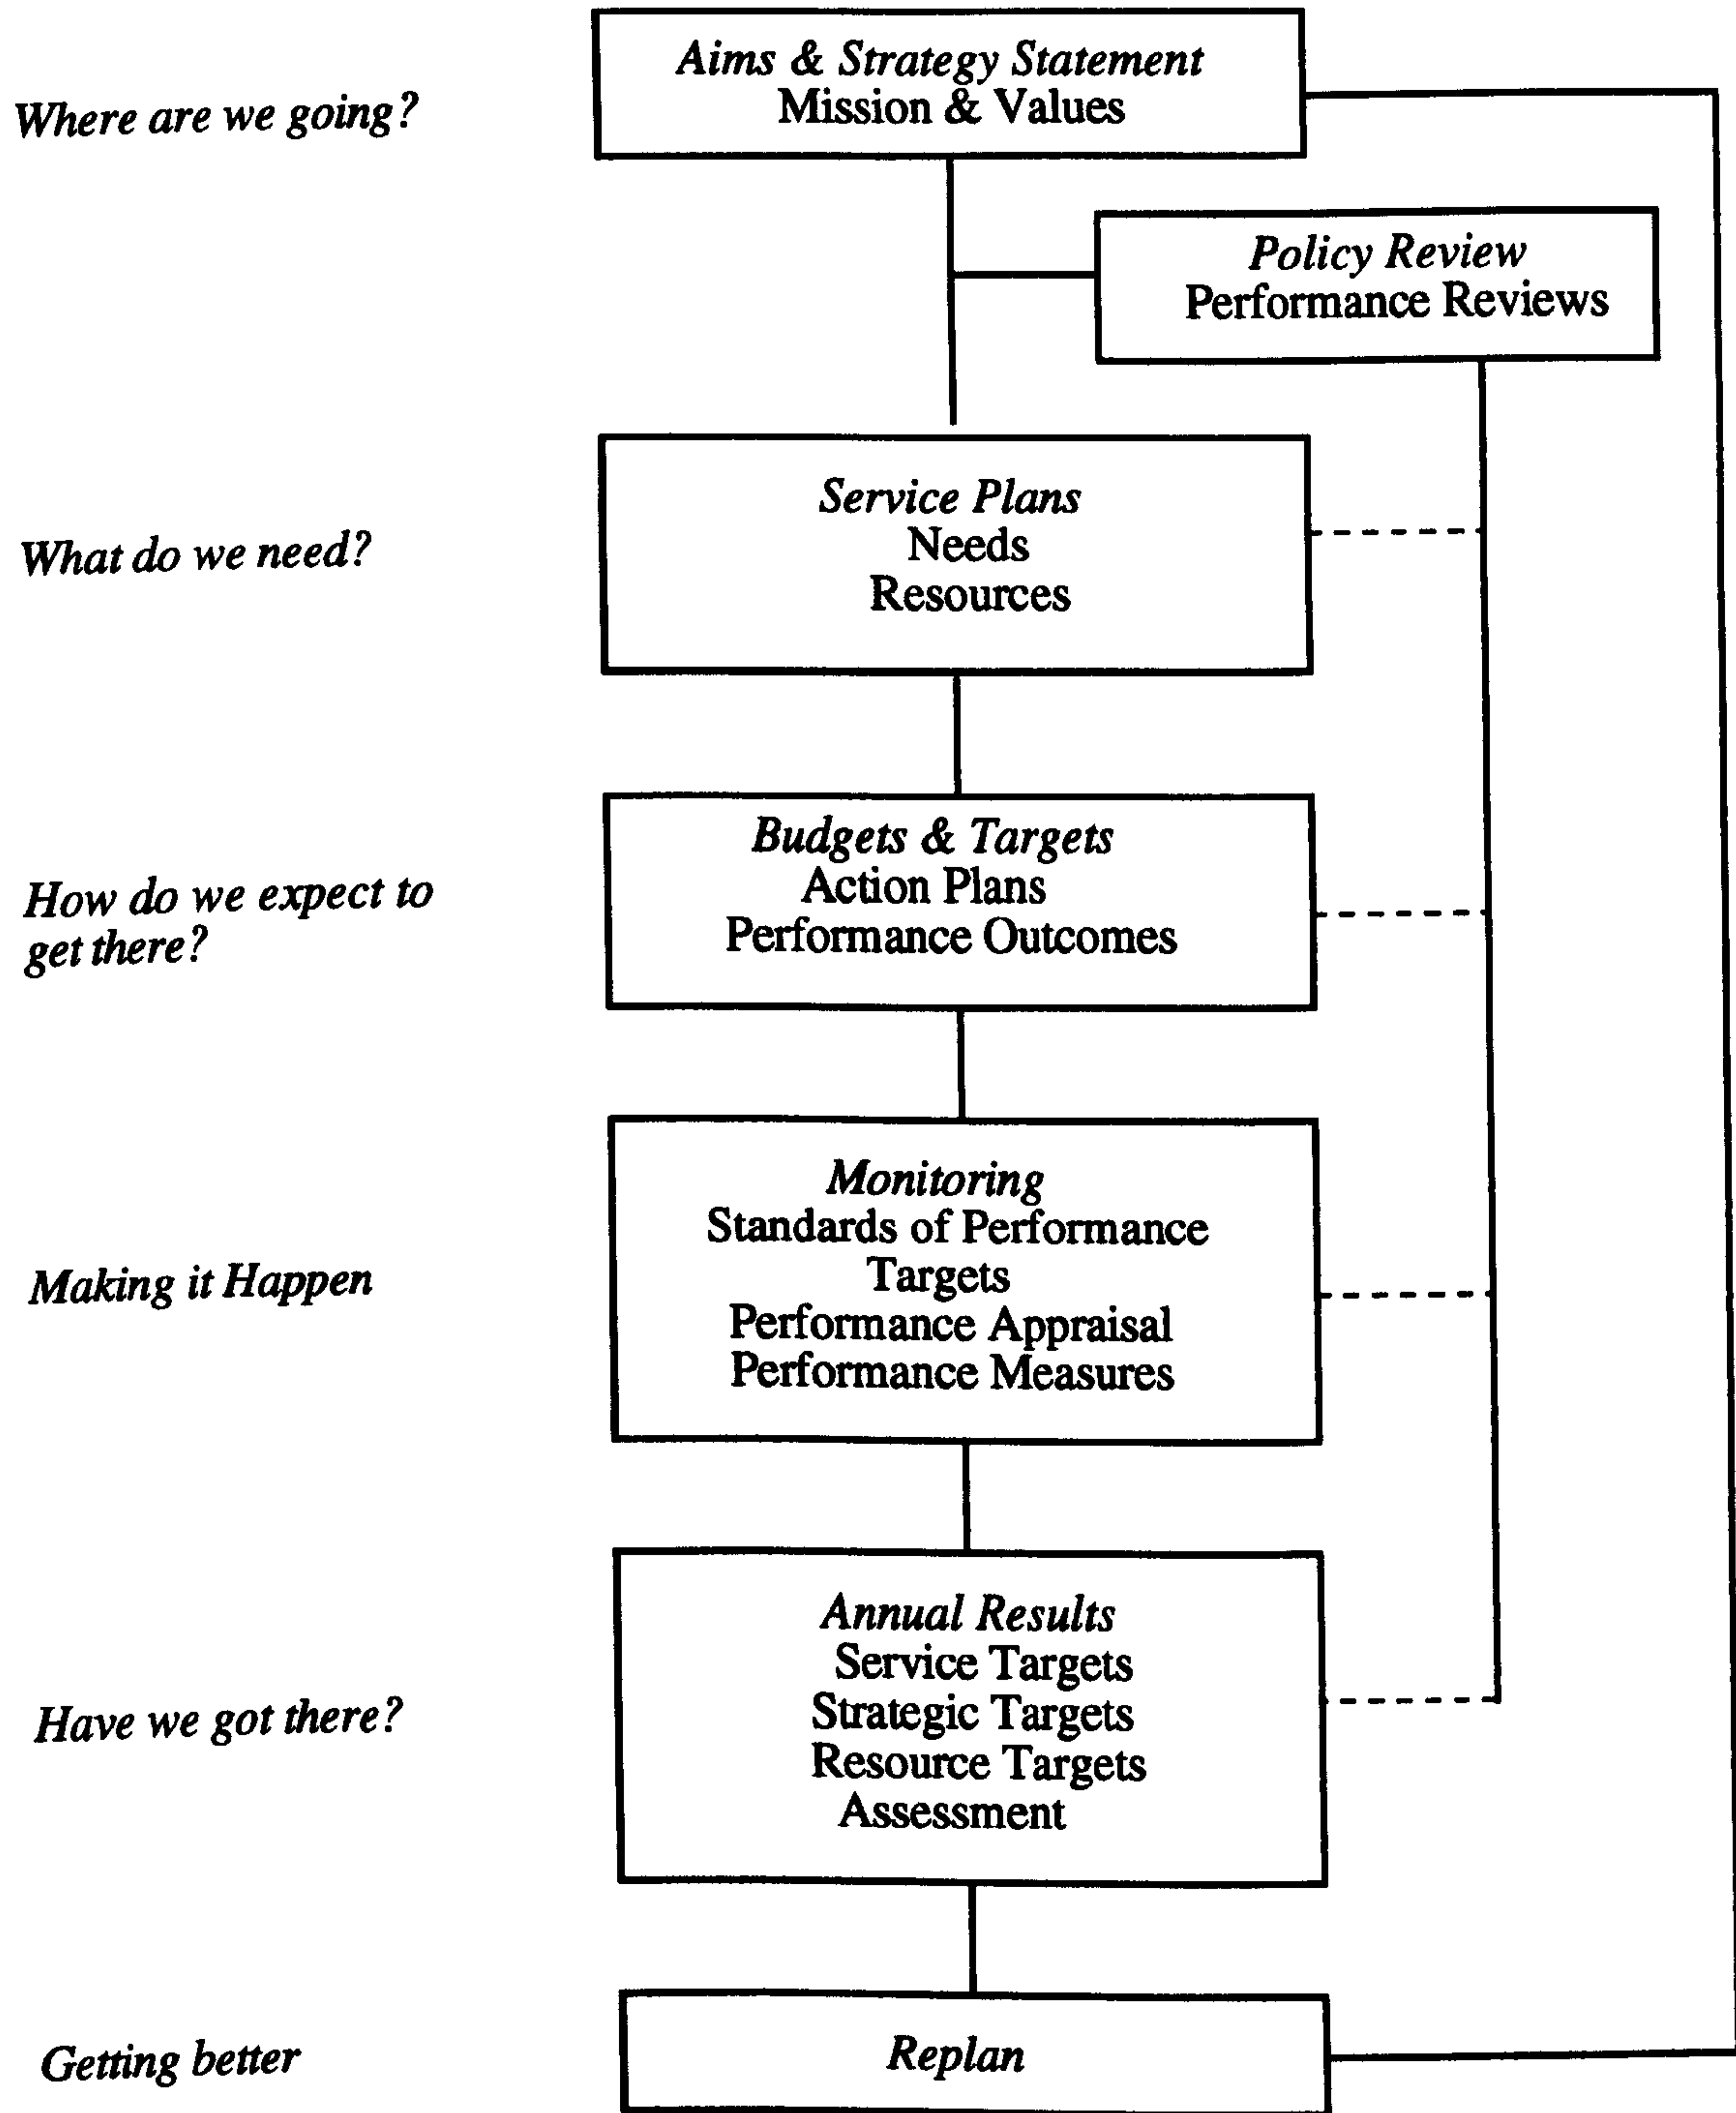 Aims & Strategy Statement
Mission & Values
Where are we going?
Policy Review
Performance Reviews
Service Plans
Needs
Resources
What do we need?
Budgets & Targets
Action Plans
Performance Outcomes
How do we expect to
get there?
Monitoring
Standards of Performance
Targets
Performance Appraisal
Performance Measures
Making it Happen
Annual Results
Service Targets
Strategic Targets
Resource Targets
Assessment
Have we got there?
Replan
Getting better